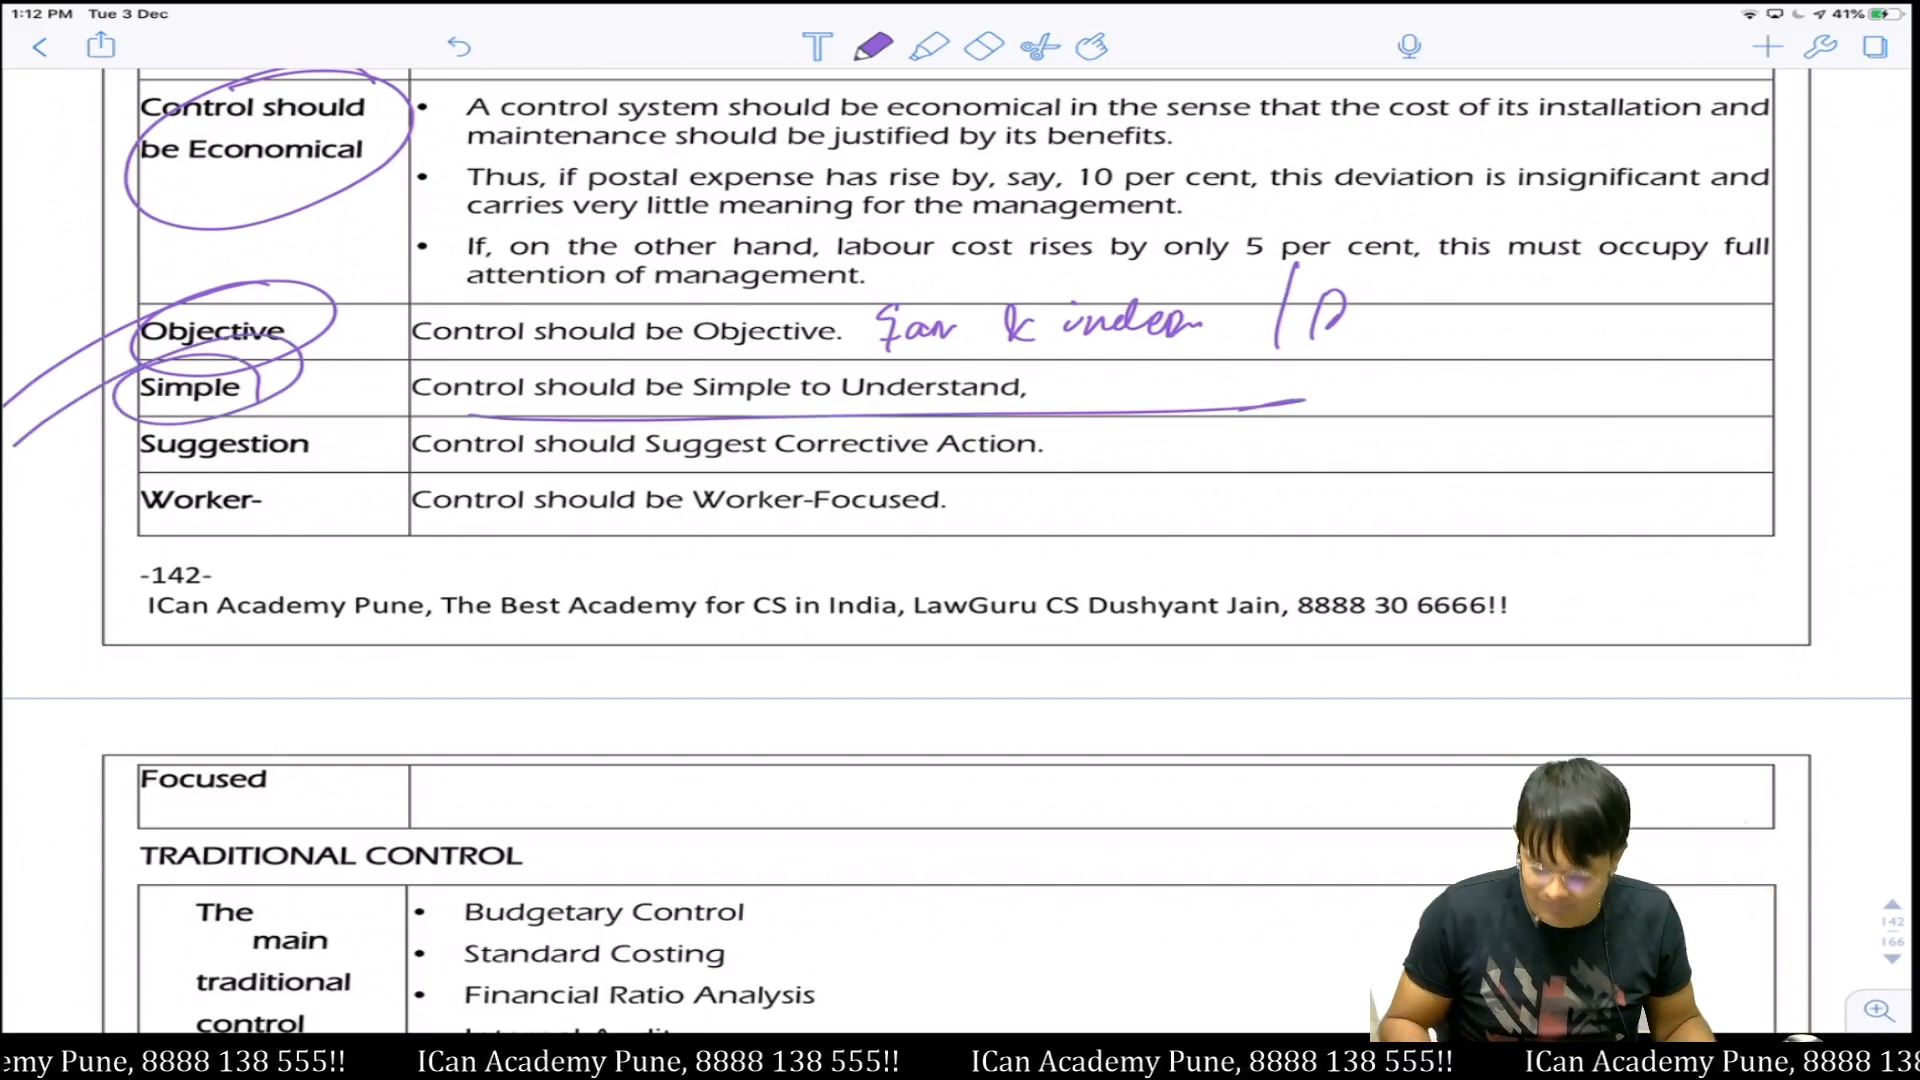 1:12 PM Tue 3 Dec
41%
T
Control should
be Economical
• A control system should be economical in the sense that the cost of its installation and
maintenance should be justified by its benefits.
• Thus, if postal expense has rise by, say, 10 per cent, this deviation is insignificant and
carries very little meaning for the management.
• If, on the other hand, labour cost rises by only 5 per cent, this must occupy full
attention of management.
Objective Control should be Objective.
Simple Control should be Simple to Understand,
Suggestion Control should Suggest Corrective Action.
Worker- Control should be Worker-Focused.
-142-
ICan Academy Pune, The Best Academy for CS in India, LawGuru CS Dushyant Jain, 8888 30 6666!!
Focused
TRADITIONAL CONTROL
The
main
traditional
control
• Budgetary Control
• Standard Costing
• Financial Ratio Analysis
142
166
emy Pune, 8888 138 555!! ICan Academy Pune, 8888 138 555!! ICan Academy Pune, 8888 138 555!! ICan Academy Pune, 8888 138